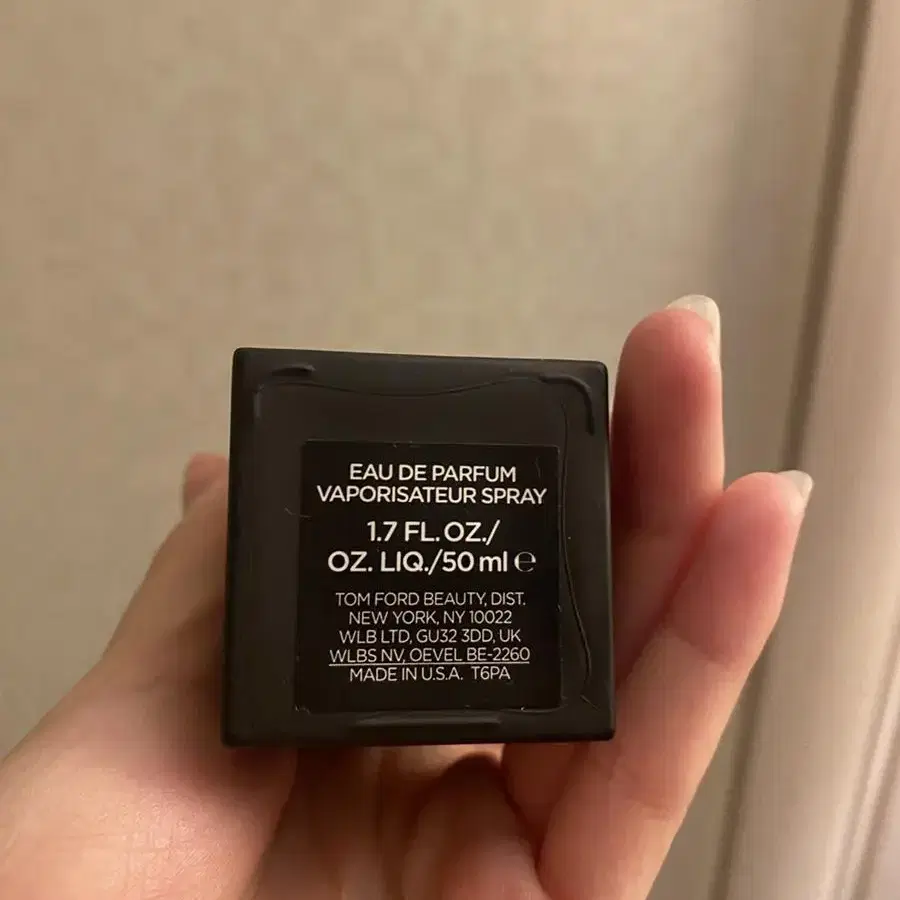 EAU DE PARFUM
VAPORISATEUR SPRAY
1.7 FL. OZ./
OZ. LIQ./50 ml ℮
TOM FORD BEAUTY, DIST.
NEW YORK, NY 10022
WLB LTD, GU32 3DD, UK
WLBS NV, OEVEL BE-2260
MADE IN U.S.A. T6PA